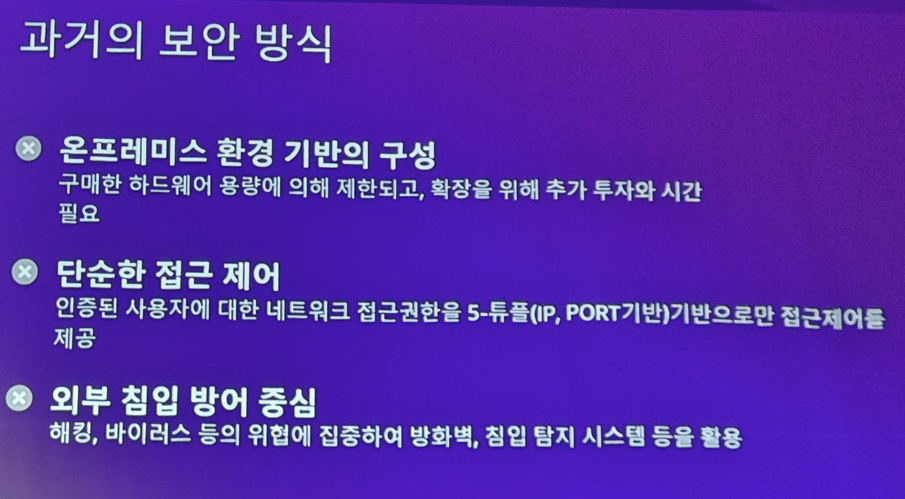 과거의 보안 방식
온프레미스 환경 기반의 구성
구매한 하드웨어 용량에 의해 제한되고, 확장을 위해 추가 투자와 시간
필요
단순한 접근 제어
인증된 사용자에 대한 네트워크 접근권한을 5-튜플(IP, PORT기반)기반으로만 접근제어를
제공
외부 침입 방어 중심
해킹, 바이러스 등의 위협에 집중하여 방화벽, 침입 탐지 시스템 등을 활용